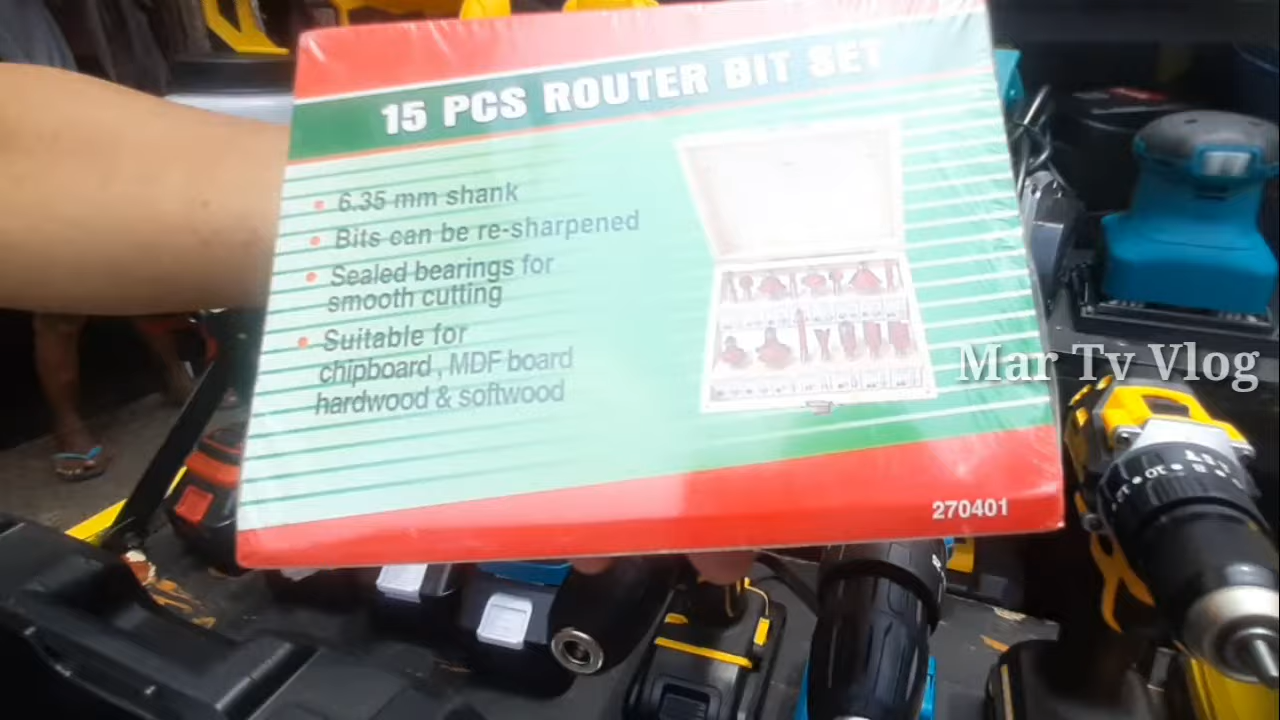 15 PCS ROUTER BIT SET
6.35 mm shank
Bits can be re-sharpened
Sealed bearings for
smooth cutting
Suitable for
chipboard , MDF board
hardwood & softwood
270401
Mar Tv Vlog